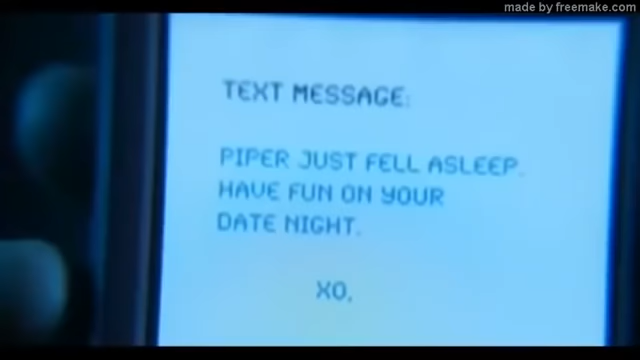 made by freemake.com
TEXT MESSAGE:
PIPER JUST FELL ASLEEP.
HAVE FUN ON YOUR
DATE NIGHT.
XO,